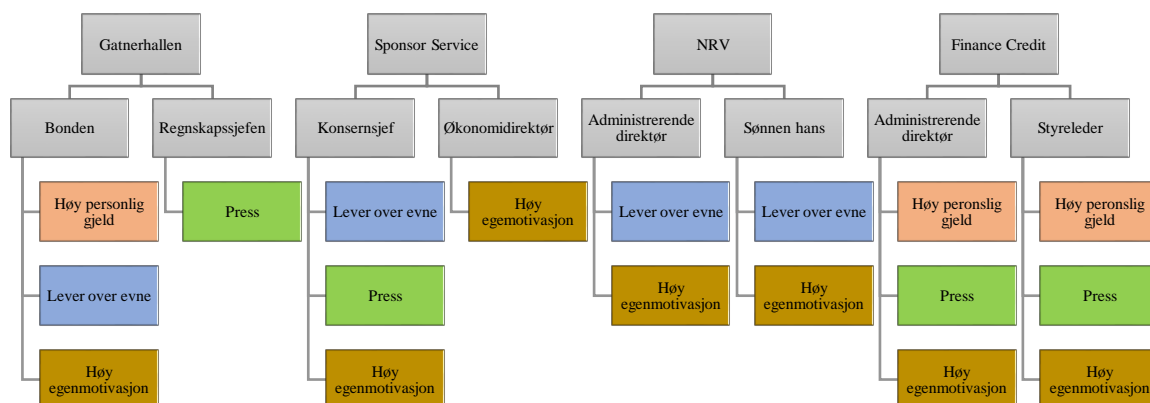 Gatnerhallen
Sponsor Service
NRV
Finance Credit
Bonden
Regnskapssjefen
Konsernsjef
Økonomidirektør
Administrerende
direktør
Sønnen hans
Administrerende
direktør
Styreleder
Høy personlig
gjeld
Press
Lever over evne
Høy
egemotivasjon
Lever over evne
Lever over evne
Høy peronslig
gjeld
Høy peronslig
gjeld
Lever over evne
Press
Høy
egenmotivasjon
Høy
egenmotivasjon
Press
Press
Høy
egenmotivasjon
Høy
egenmotivasjon
Høy
egenmotivasjon
Høy
egenmotivasjon